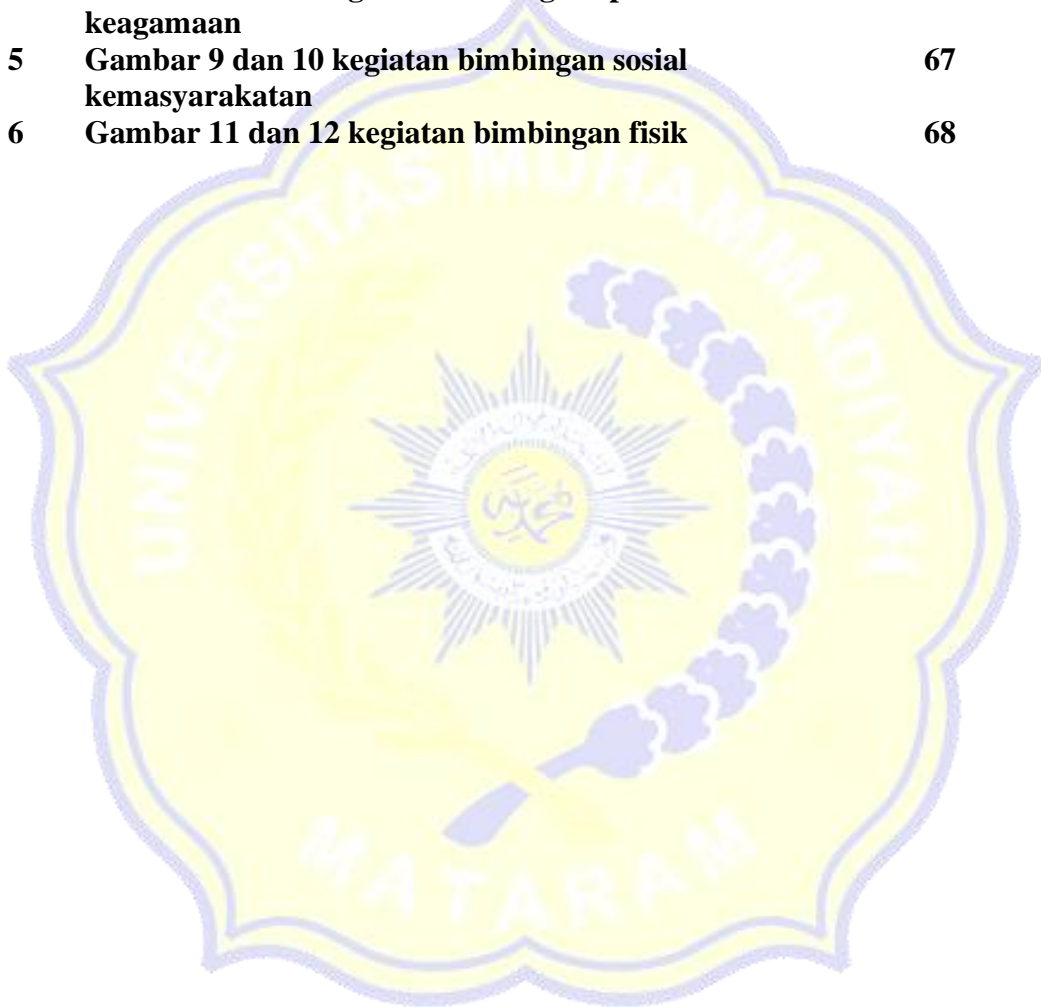 keagamaan
5 Gambar 9 dan 10 kegiatan bimbingan sosial 67
kemasyarakatan
6 Gambar 11 dan 12 kegiatan bimbingan fisik 68
UNIVERSITAS MUHAMMADIYAH
MATARAM